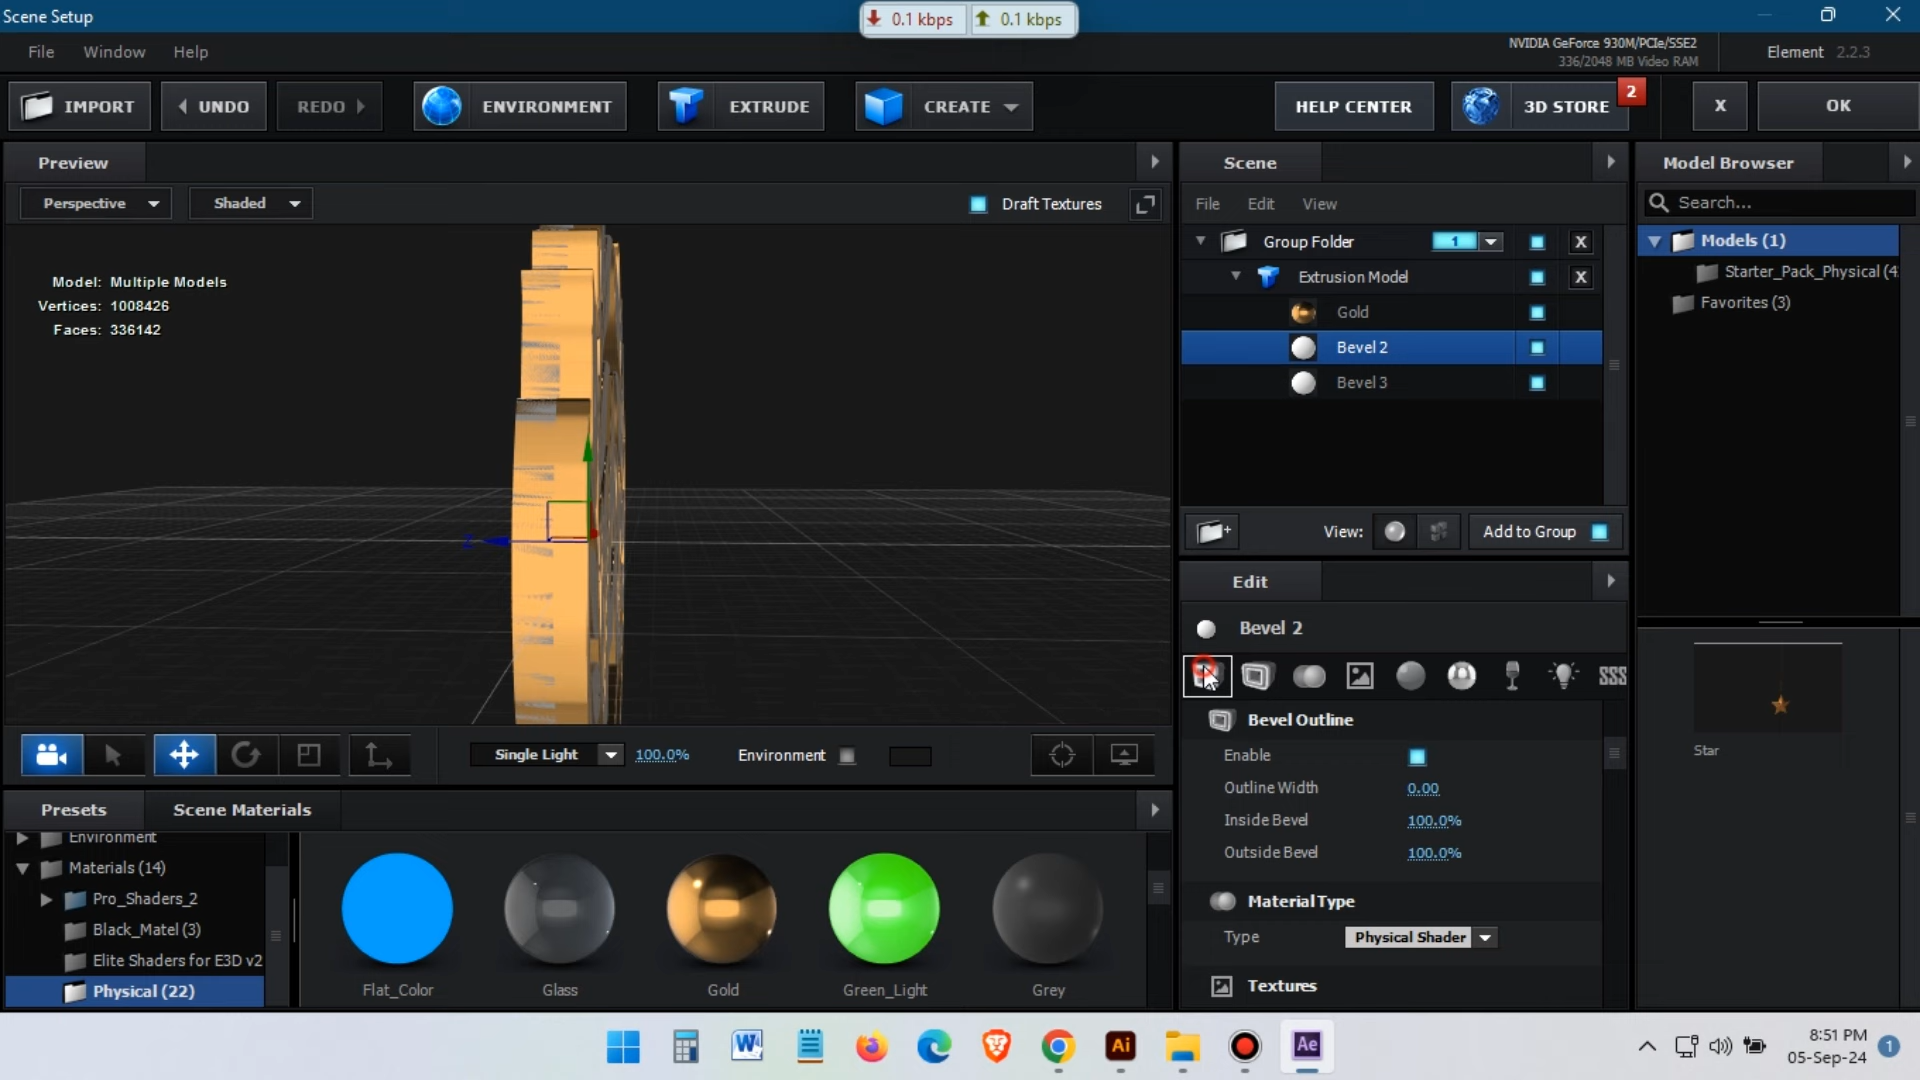 Scene Setup
0.1 kbps 0.1 kbps
File Window Help
NVIDIA GeForce 930M/PCIe/SSE2
336/2048 MB Video RAM
Element 2.2.3
IMPORT UNDO REDO ENVIRONMENT EXTRUDE CREATE HELP CENTER 3D STORE 2 X OK
Preview
Perspective Shaded Draft Textures
Model: Multiple Models
Vertices: 1008426
Faces: 336142
Z
Single Light 100.0% Environment
Presets Scene Materials
Environment
Materials (14)
Pro_Shaders_2
Black_Matel (3)
Elite Shaders for E3D v2
Physical (22)
Flat_Color Glass Gold Green_Light Grey
Scene
File Edit View
Group Folder 1 X
Extrusion Model X
Gold
Bevel 2
Bevel 3
View: Add to Group
Edit
Bevel 2
Bevel Outline
Enable
Outline Width 0.00
Inside Bevel 100.0%
Outside Bevel 100.0%
Material Type
Type Physical Shader
Textures
Model Browser
Search...
Models (1)
Starter_Pack_Physical (4
Favorites (3)
Star
W Ai Ae
8:51 PM
05-Sep-24
1